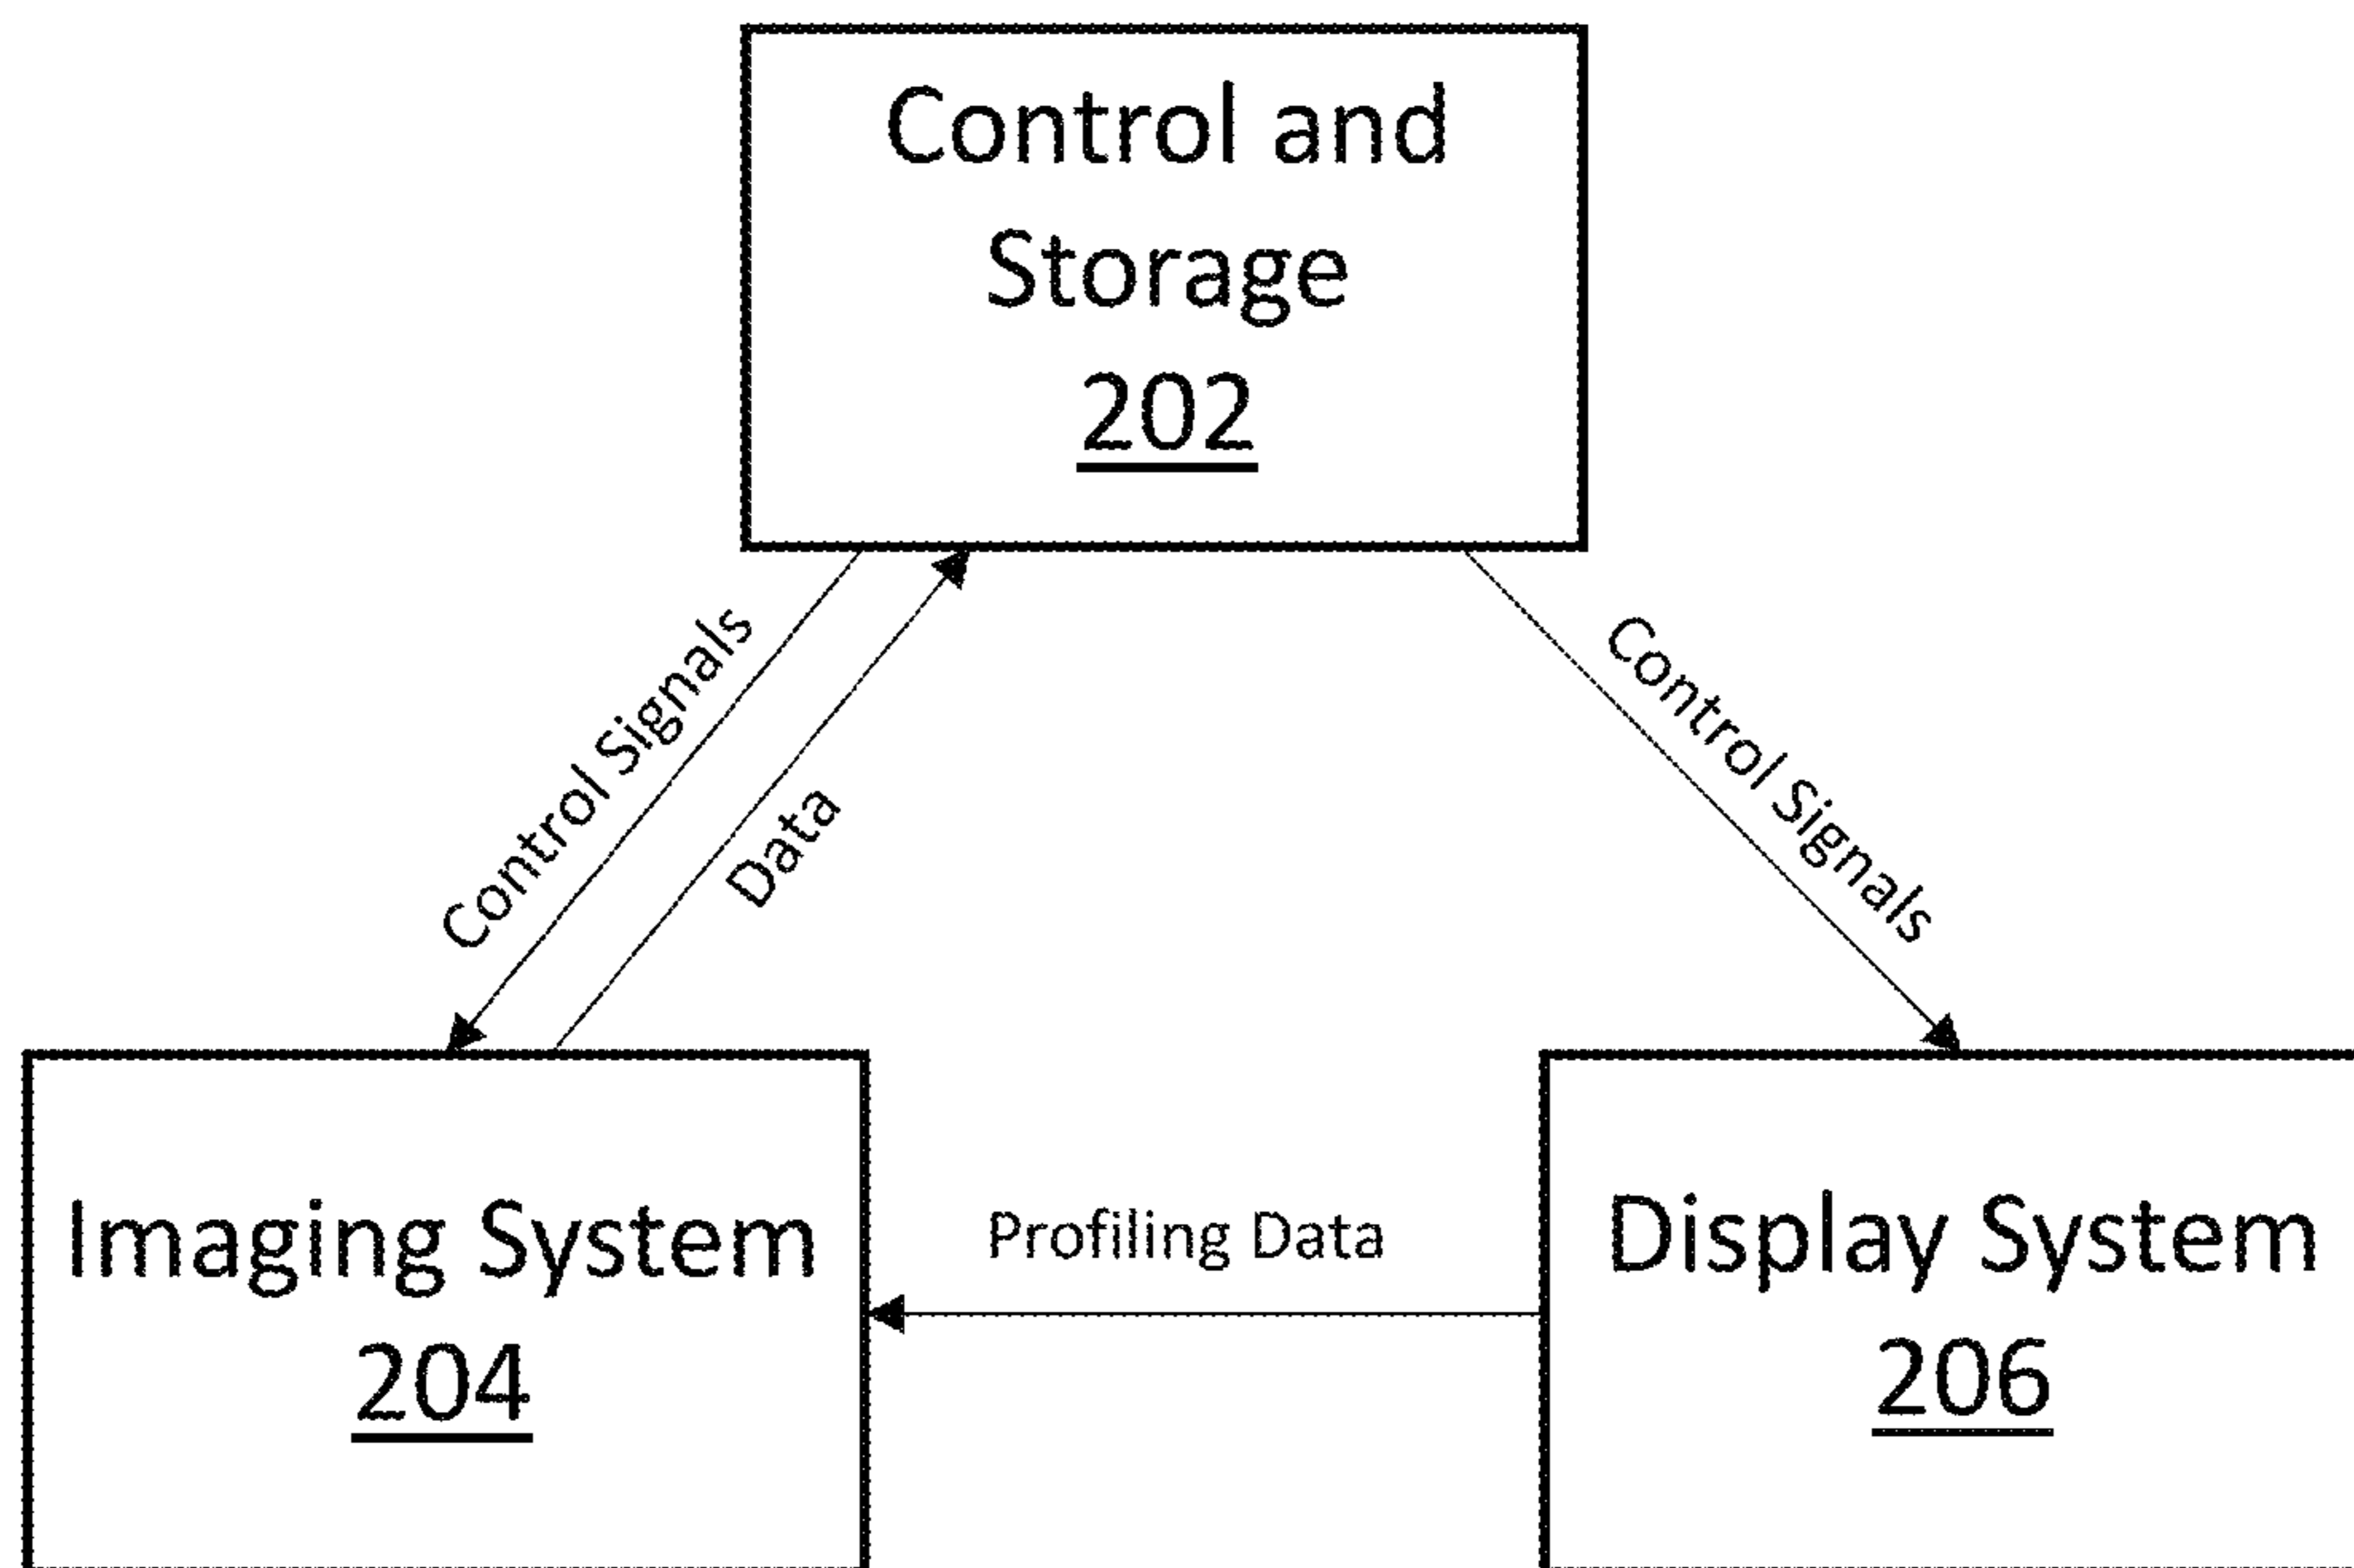 Control and
Storage
202
Control Signals
Data
Control Signals
Imaging System
204
Profiling Data
Display System
206